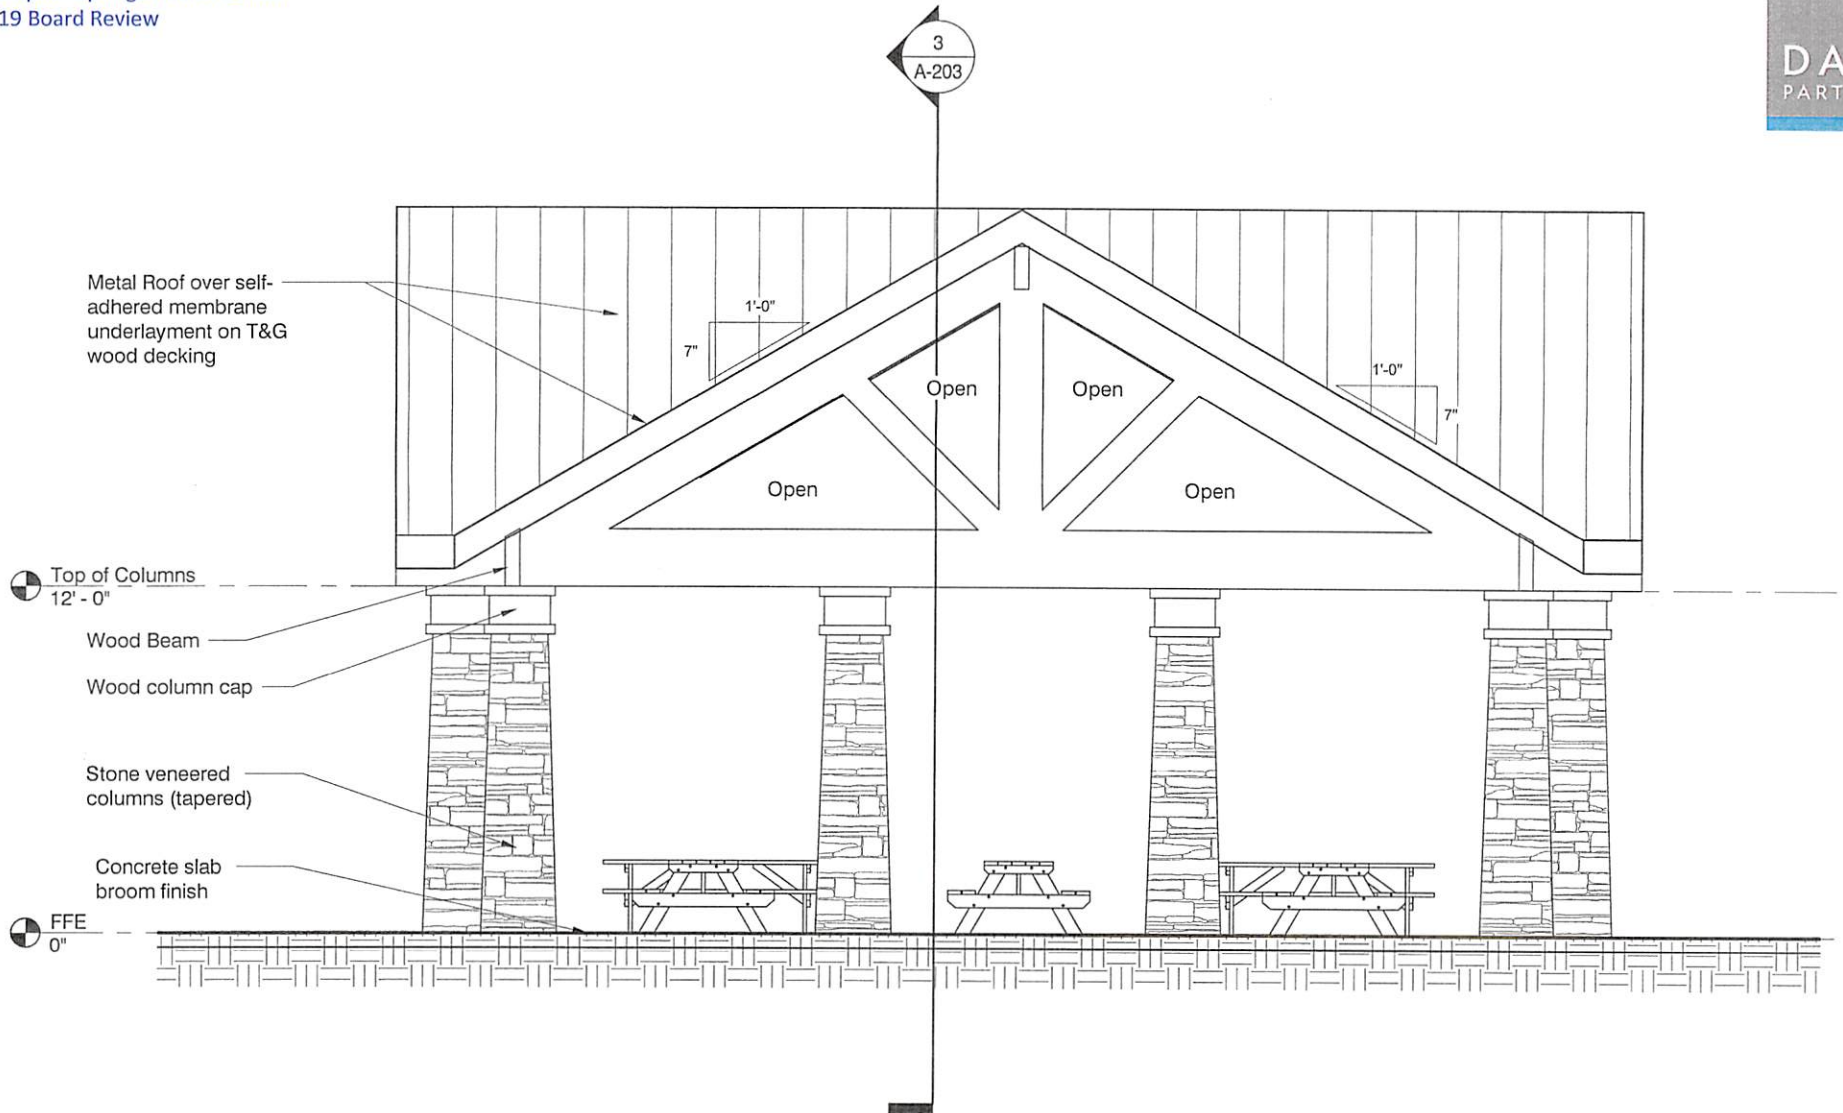 19 Board Review
3
A-203
DA
PART
Metal Roof over self-
adhered membrane
underlayment on T&G
wood decking
1'-0"
7"
1'-0"
7"
Open
Open
Open
Open
Top of Columns
12' - 0"
Wood Beam
Wood column cap
Stone veneered
columns (tapered)
Concrete slab
broom finish
FFE
0"